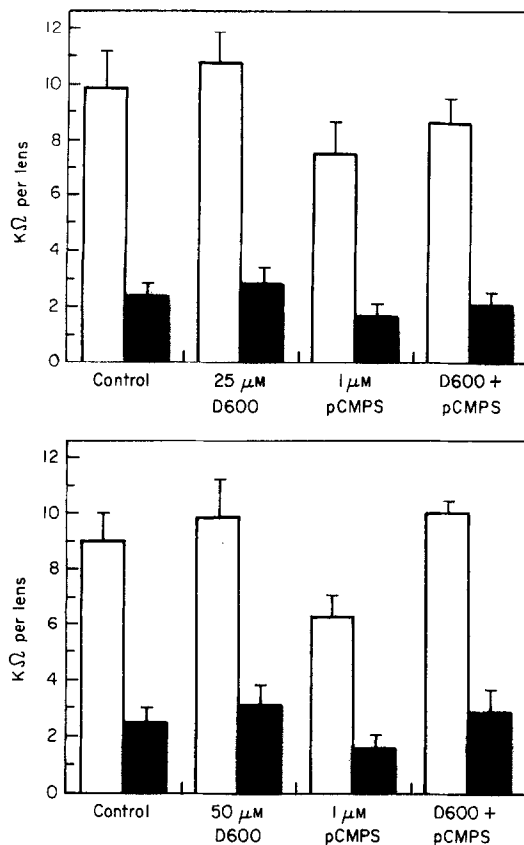 KΩ per lens
12
10
8
6
4
2
0
Control
25 μM
D600
1 μM
pCMPS
D600 +
pCMPS
KΩ per lens
12
10
8
6
4
2
0
Control
50 μM
D600
1 μM
pCMPS
D600 +
pCMPS